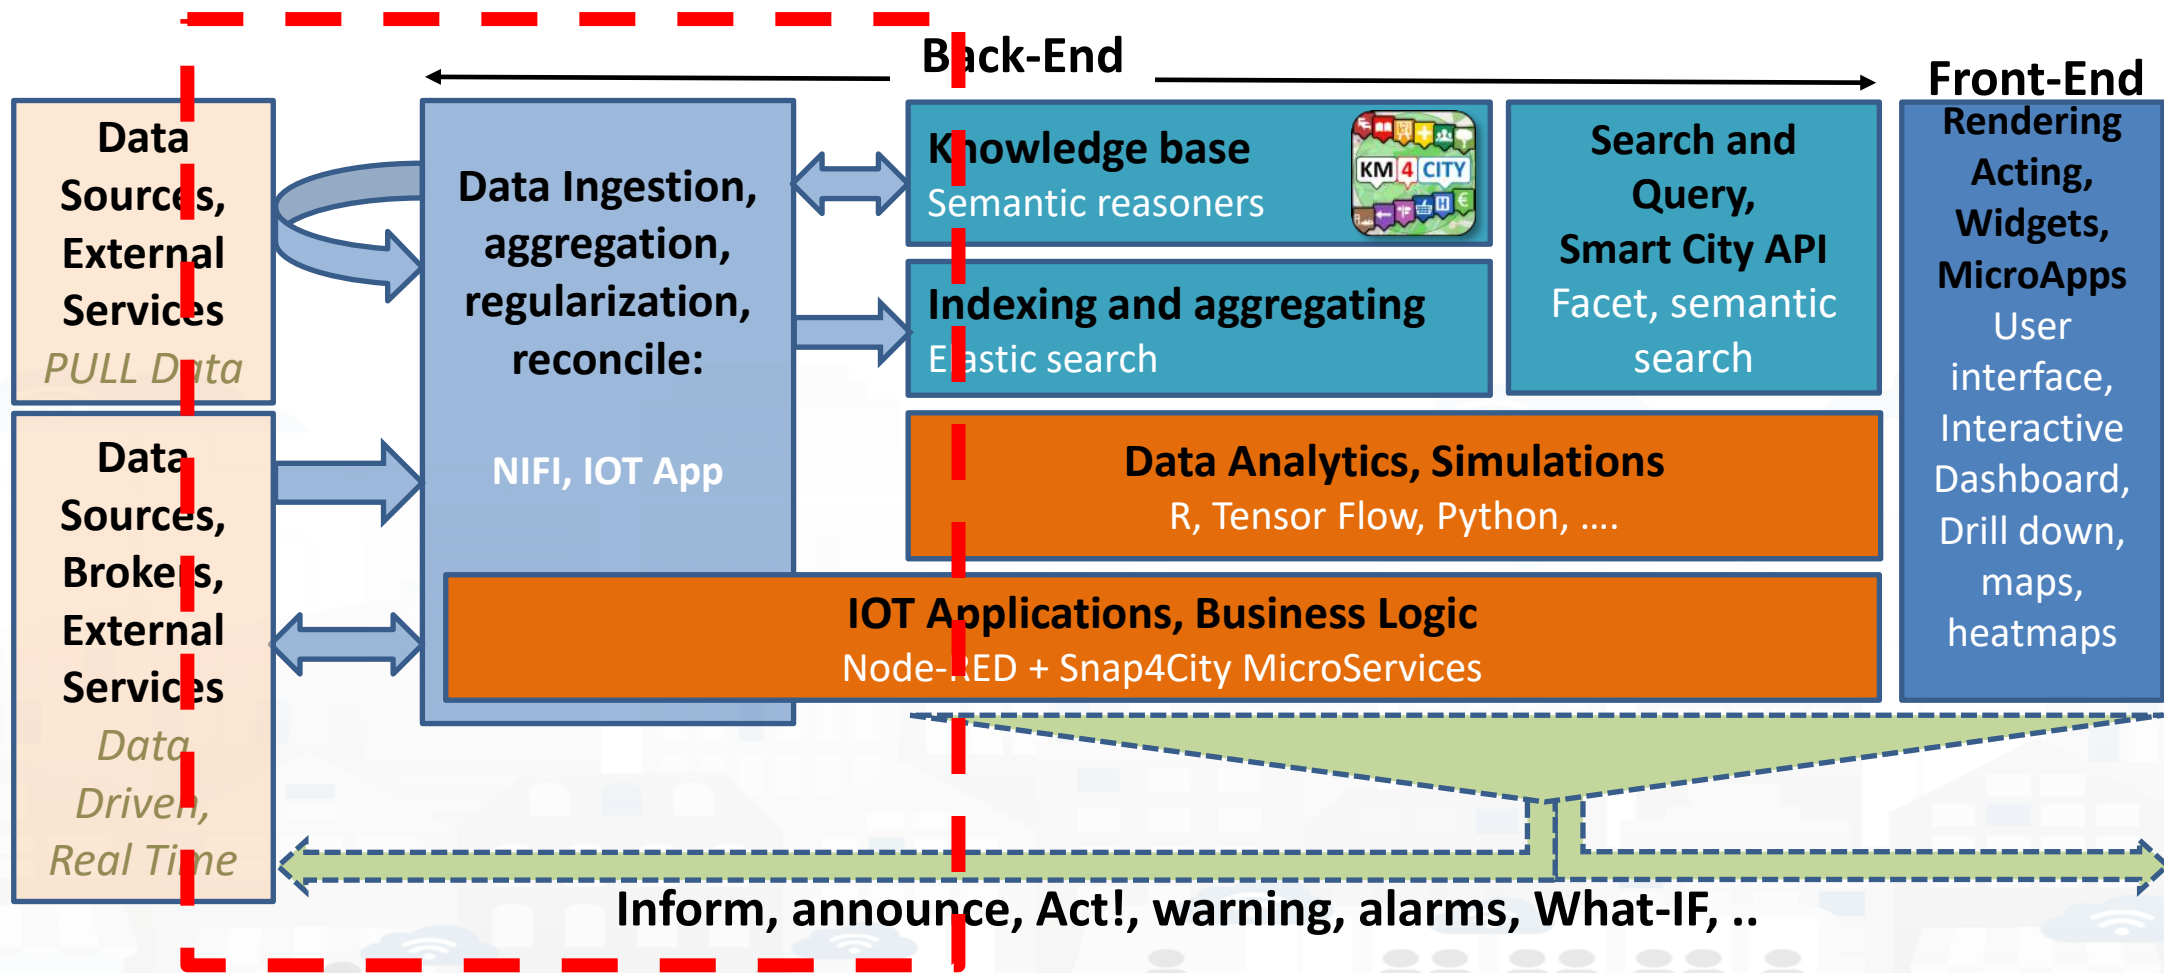 Back-End
Front-End
Data
Sources,
External
Services
PULL Data
Data
Sources,
Brokers,
External
Services
Data
Driven,
Real Time
Data Ingestion,
aggregation,
regularization,
reconcile:
NIFI, IOT App
Knowledge base
Semantic reasoners
KM 4 CITY
Indexing and aggregating
Elastic search
Search and
Query,
Smart City API
Facet, semantic
search
Data Analytics, Simulations
R, Tensor Flow, Python, ....
IOT Applications, Business Logic
Node-RED + Snap4City MicroServices
Rendering
Acting,
Widgets,
MicroApps
User
interface,
Interactive
Dashboard,
Drill down,
maps,
heatmaps
Inform, announce, Act!, warning, alarms, What-IF, ..